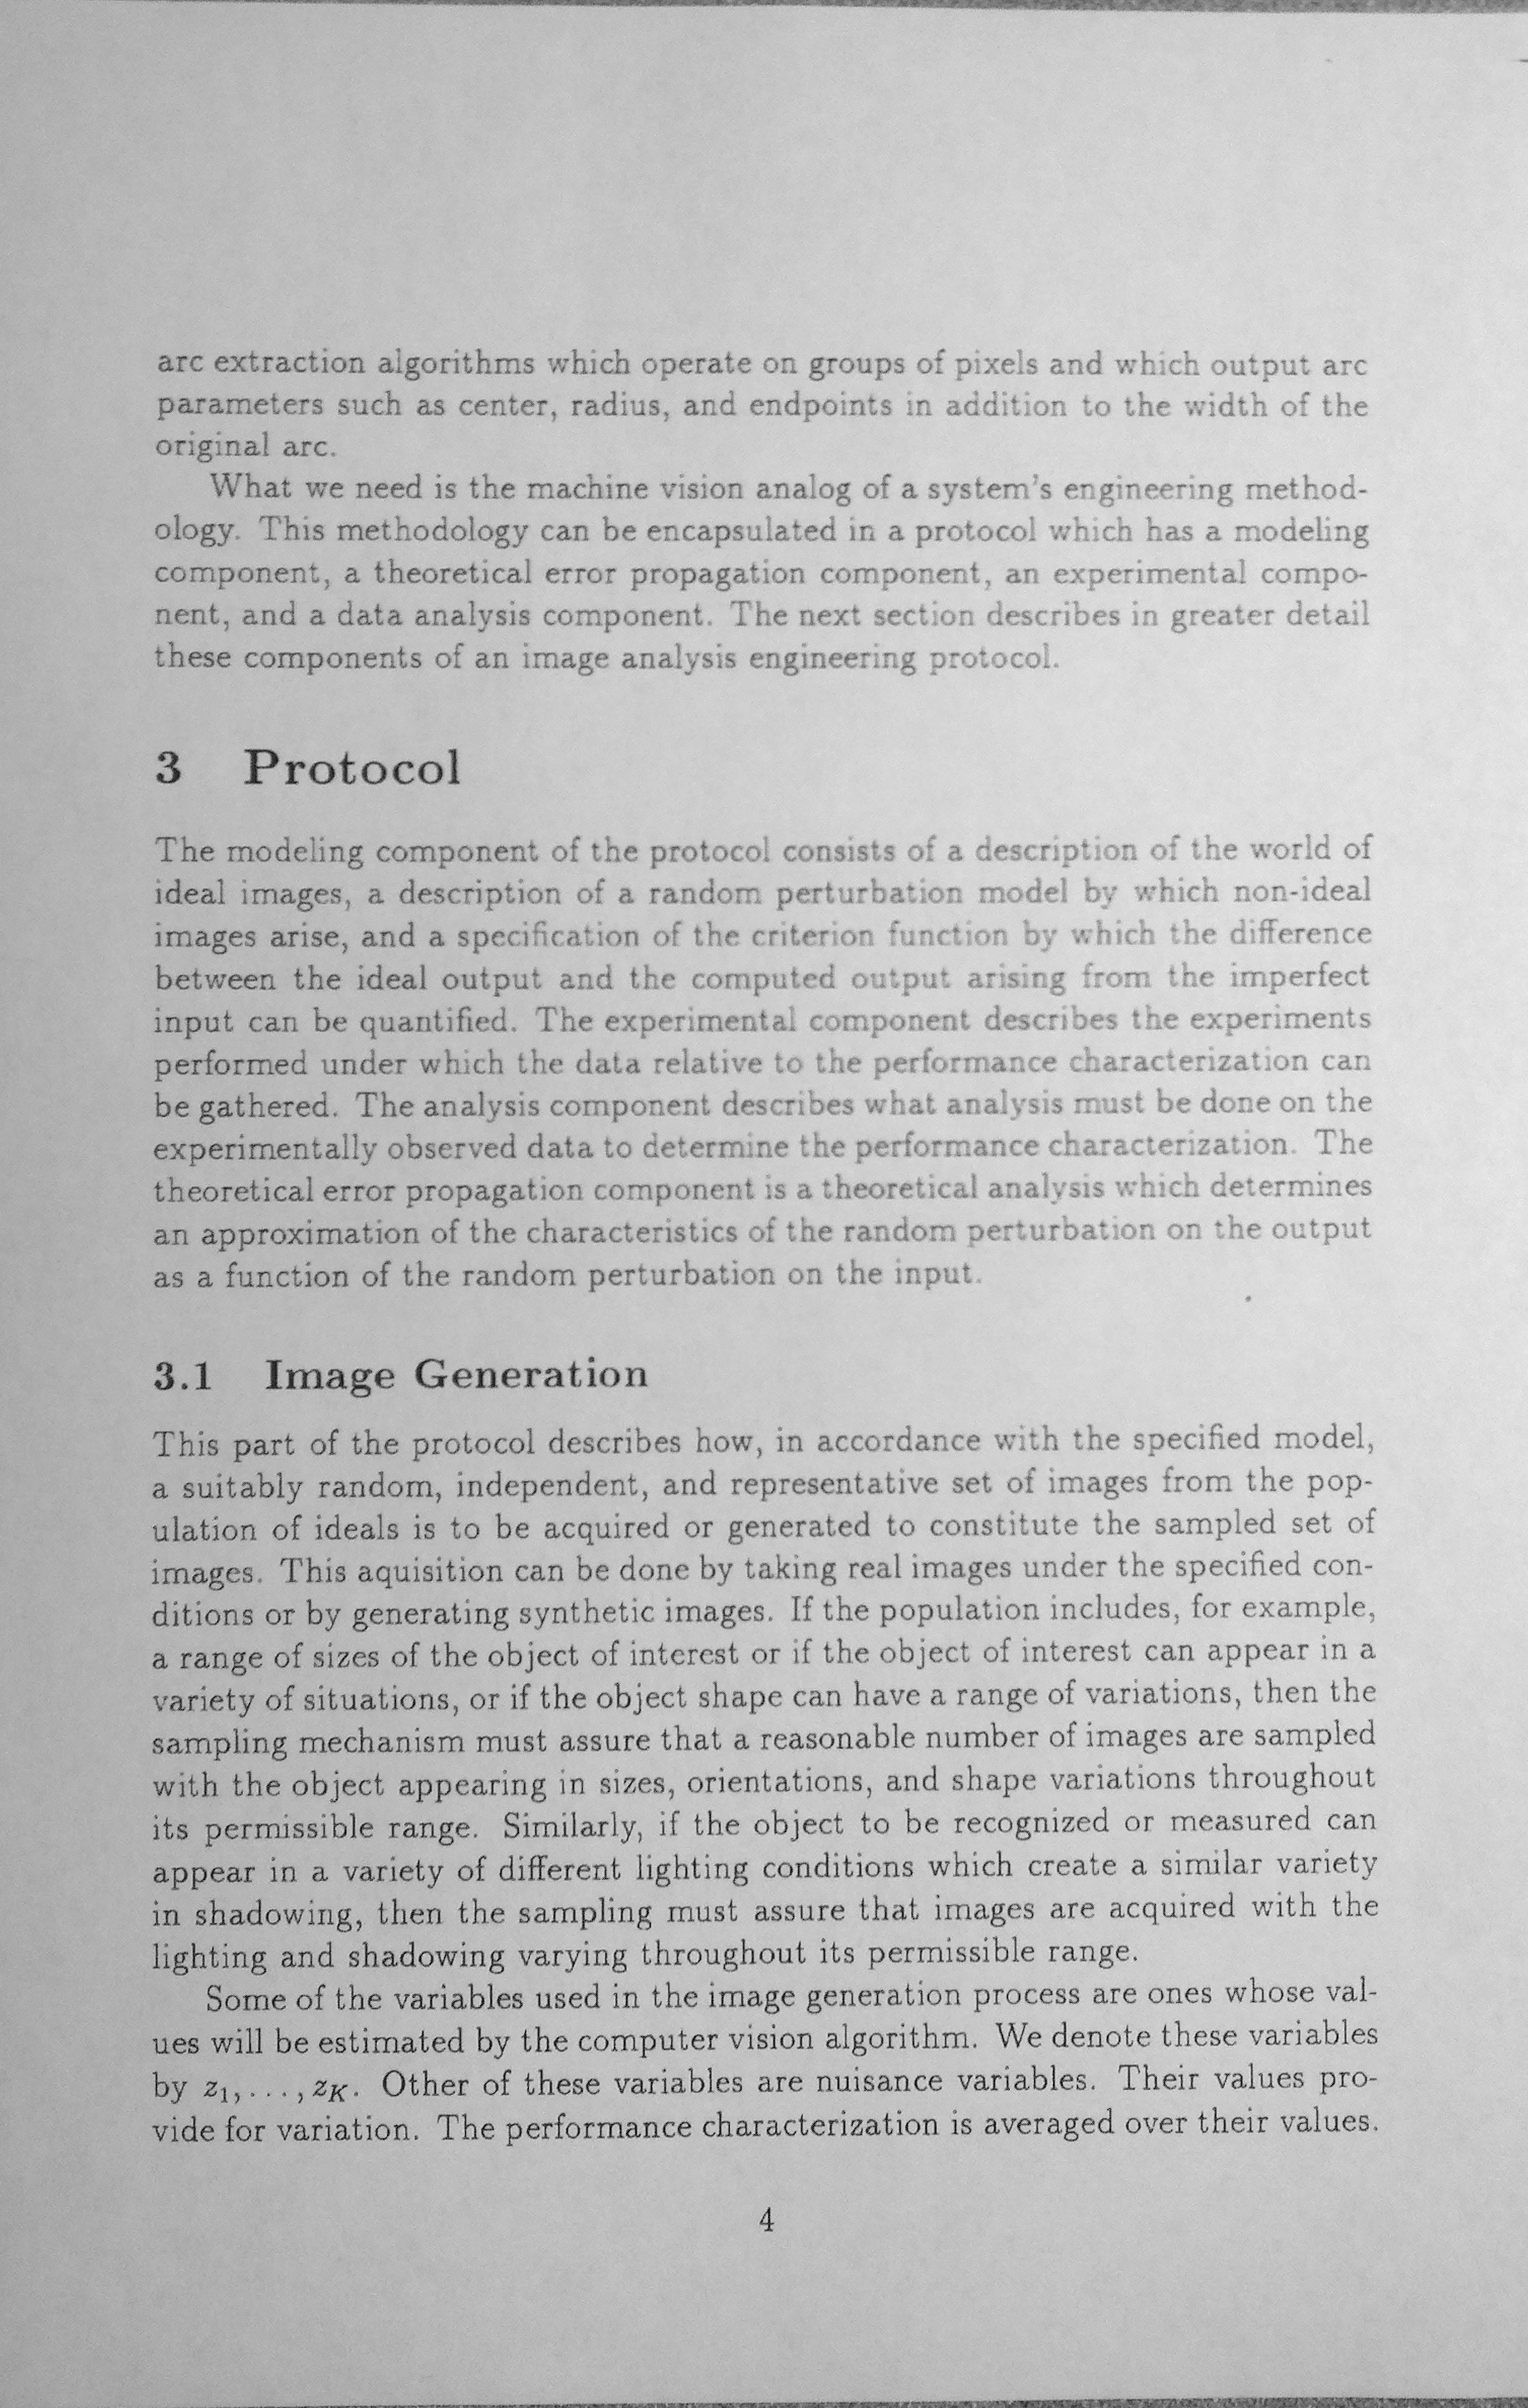 arc extraction algorithms which operate on groups of pixels and which output arc
parameters such as center, radius, and endpoints in addition to the width of the
original arc.
What we need is the machine vision analog of a system's engineering method-
ology. This methodology can be encapsulated in a protocol which has a modeling
component, a theoretical error propagation component, an experimental compo-
nent, and a data analysis component. The next section describes in greater detail
these components of an image analysis engineering protocol.
3 Protocol
The modeling component of the protocol consists of a description of the world of
ideal images, a description of a random perturbation model by which non-ideal
images arise, and a specification of the criterion function by which the difference
between the ideal output and the computed output arising from the imperfect
input can be quantified. The experimental component describes the experiments
performed under which the data relative to the performance characterization can
be gathered. The analysis component describes what analysis must be done on the
experimentally observed data to determine the performance characterization. The
theoretical error propagation component is a theoretical analysis which determines
an approximation of the characteristics of the random perturbation on the output
as a function of the random perturbation on the input.
3.1 Image Generation
This part of the protocol describes how, in accordance with the specified model,
a suitably random, independent, and representative set of images from the pop-
ulation of ideals is to be acquired or generated to constitute the sampled set of
images. This aquisition can be done by taking real images under the specified con-
ditions or by generating synthetic images. If the population includes, for example,
a range of sizes of the object of interest or if the object of interest can appear in a
variety of situations, or if the object shape can have a range of variations, then the
sampling mechanism must assure that a reasonable number of images are sampled
with the object appearing in sizes, orientations, and shape variations throughout
its permissible range. Similarly, if the object to be recognized or measured can
appear in a variety of different lighting conditions which create a similar variety
in shadowing, then the sampling must assure that images are acquired with the
lighting and shadowing varying throughout its permissible range.
Some of the variables used in the image generation process are ones whose val-
ues will be estimated by the computer vision algorithm. We denote these variables
by z₁, . . . , z_K. Other of these variables are nuisance variables. Their values pro-
vide for variation. The performance characterization is averaged over their values.
4